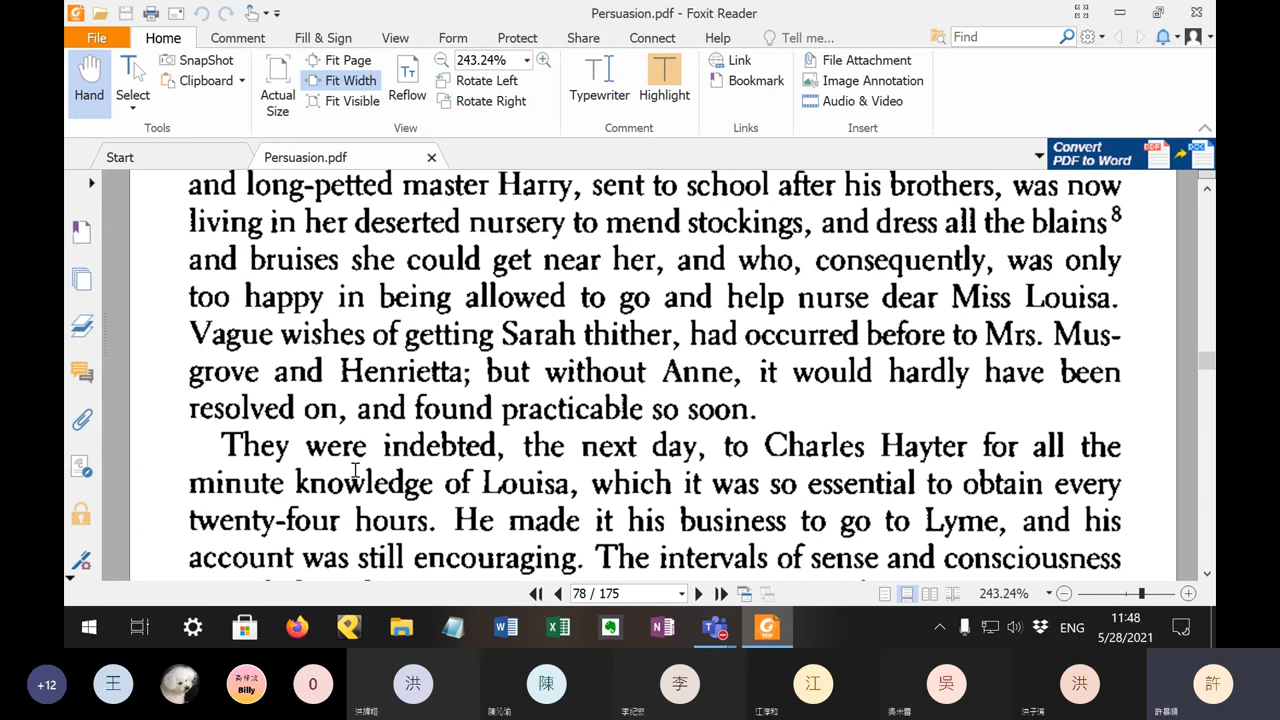 Persuasion.pdf - Foxit Reader
File Home Comment Fill & Sign View Form Protect Share Connect Help Tell me... Find
Hand
Select
SnapShot
Clipboard
Actual Size
Fit Page
Fit Width
Fit Visible
Reflow
243.24%
Rotate Left
Rotate Right
Typewriter
Highlight
Link
Bookmark
File Attachment
Image Annotation
Audio & Video
Tools View Comment Links Insert
Start Persuasion.pdf
Convert
PDF to Word
and long-petted master Harry, sent to school after his brothers, was now
living in her deserted nursery to mend stockings, and dress all the blains⁸
and bruises she could get near her, and who, consequently, was only
too happy in being allowed to go and help nurse dear Miss Louisa.
Vague wishes of getting Sarah thither, had occurred before to Mrs. Mus-
grove and Henrietta; but without Anne, it would hardly have been
resolved on, and found practicable so soon.
They were indebted, the next day, to Charles Hayter for all the
minute knowledge of Louisa, which it was so essential to obtain every
twenty-four hours. He made it his business to go to Lyme, and his
account was still encouraging. The intervals of sense and consciousness
78 / 175 243.24%
ENG
11:48
5/28/2021
+12 王 Billy 0 洪 陳 李 江 吳 洪 許
江淳和